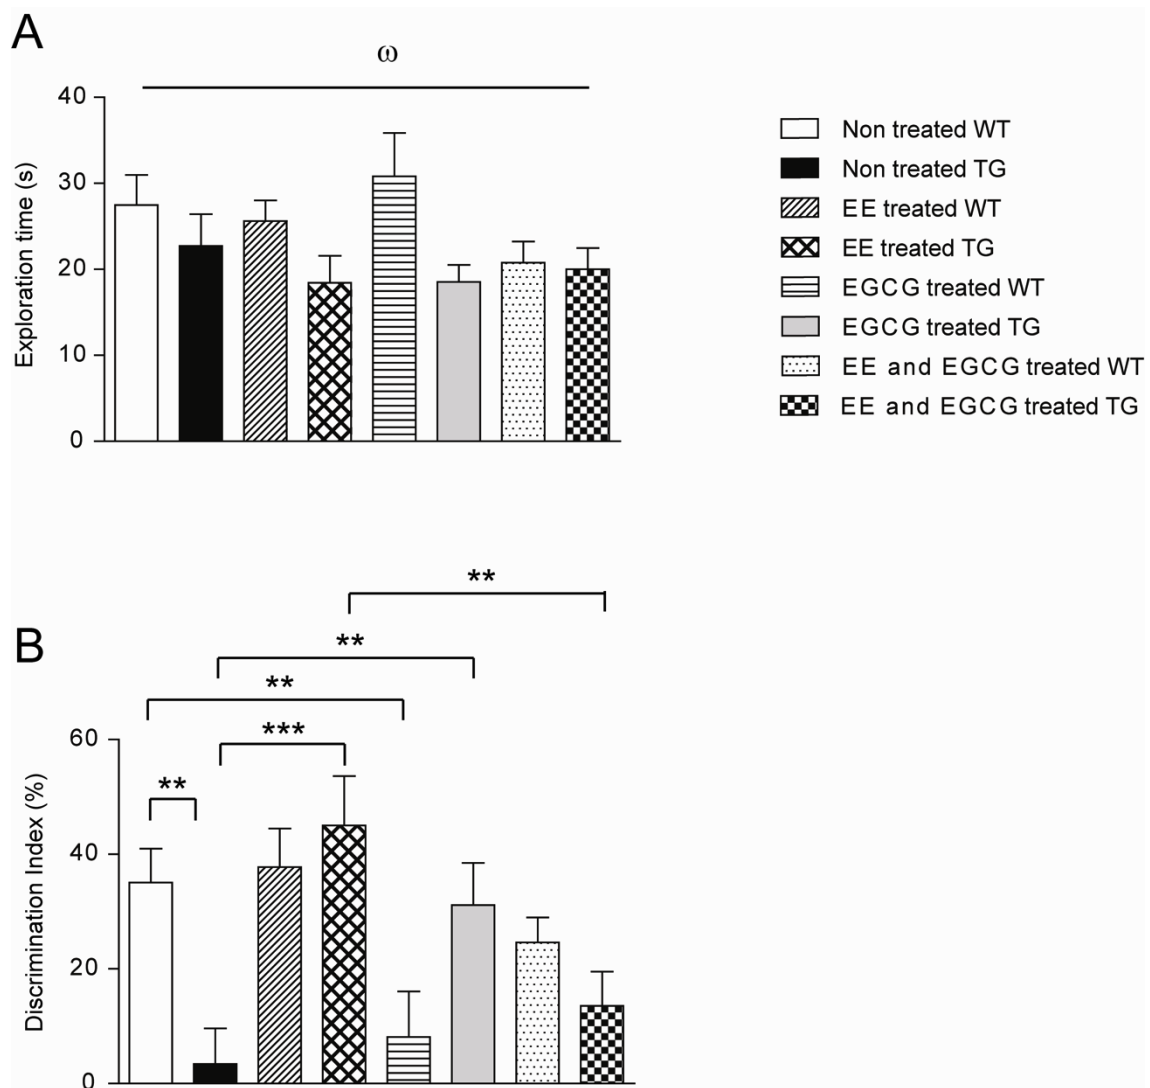 A
ω
40
30
20
10
0
Exploration time (s)
Non treated WT
Non treated TG
EE treated WT
EE treated TG
EGCG treated WT
EGCG treated TG
EE and EGCG treated WT
EE and EGCG treated TG
B
**
**
**
***
**
60
40
20
0
Discrimination Index (%)